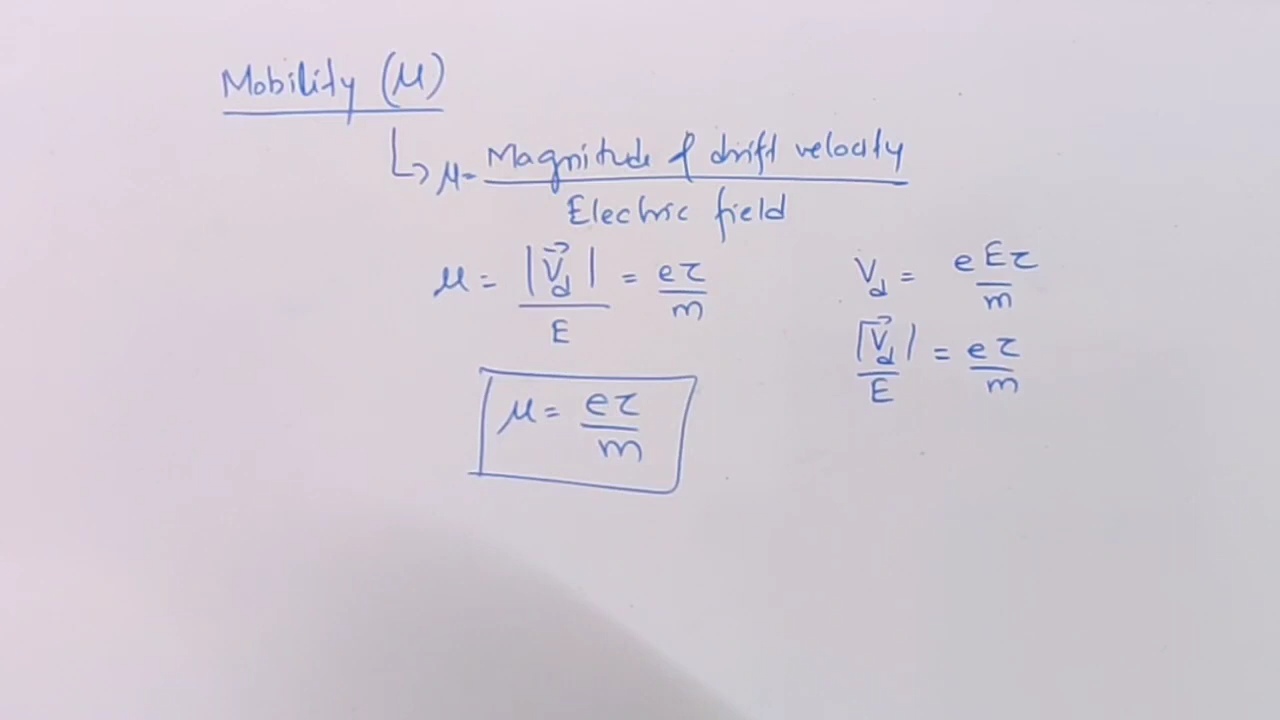 Mobility (μ)
μ = Magnitude of drift velocity / Electric field
μ = |V⃗d| / E = eτ / m
Vd = eEτ / m
|V⃗d| / E = eτ / m
μ = eτ / m